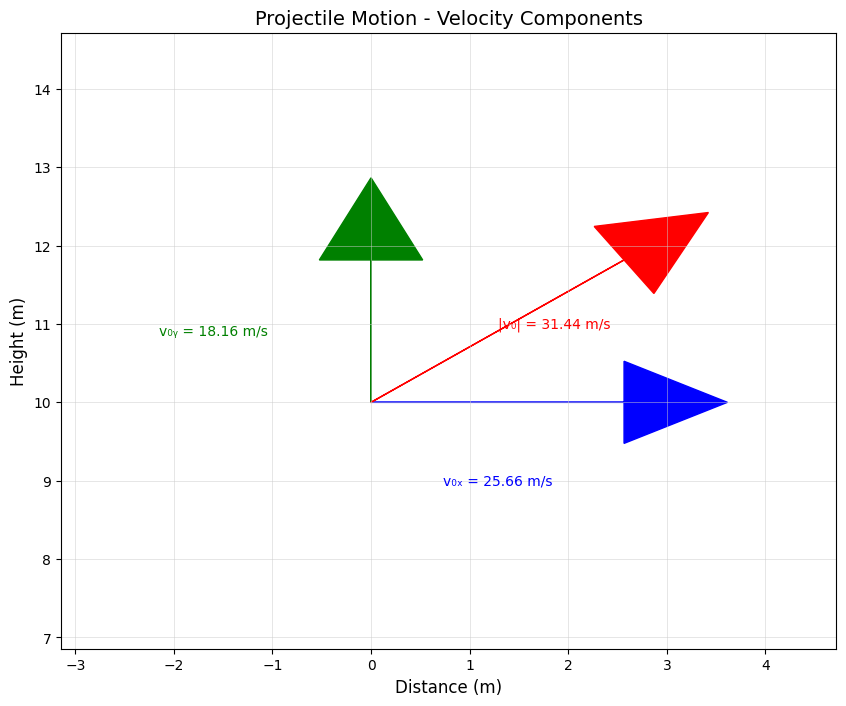 Projectile Motion - Velocity Components
Height (m)
14
13
12
11
10
9
8
7
v₀ᵧ = 18.16 m/s
|v₀| = 31.44 m/s
v₀ₓ = 25.66 m/s
−3 −2 −1 0 1 2 3 4
Distance (m)